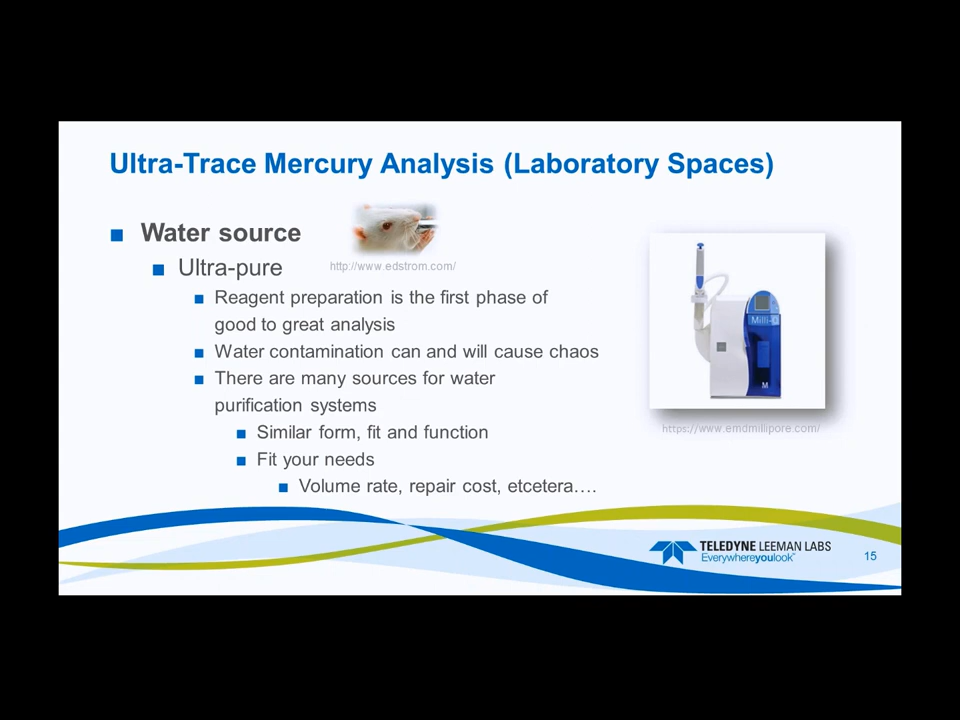 Ultra-Trace Mercury Analysis (Laboratory Spaces)
Water source
http://www.edstrom.com/
Ultra-pure
Reagent preparation is the first phase of
good to great analysis
Water contamination can and will cause chaos
There are many sources for water
purification systems
Similar form, fit and function
Fit your needs
Volume rate, repair cost, etcetera….
Milli-Q
M
https://www.emdmillipore.com/
TELEDYNE LEEMAN LABS
Everywhereyoulook™
15